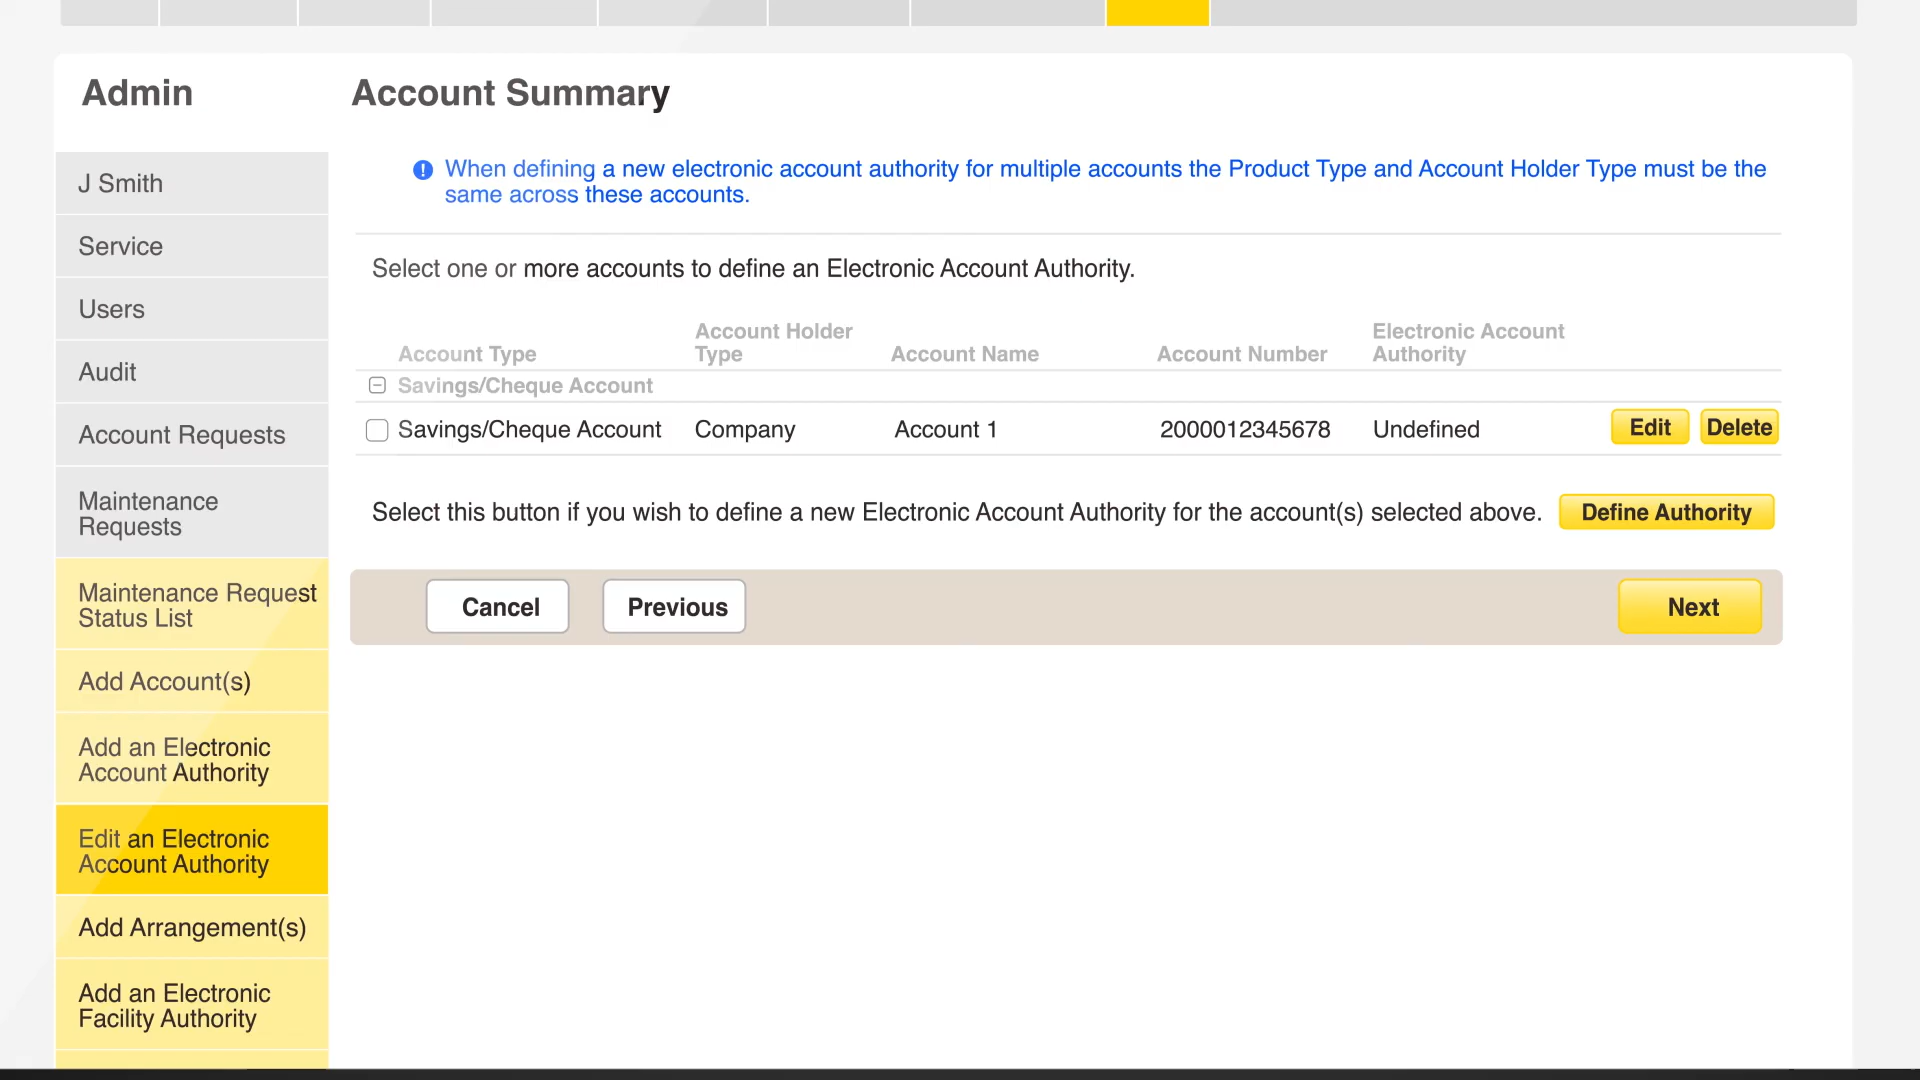 Admin
Account Summary
J Smith
Service
Users
Audit
Account Requests
Maintenance
Requests
Maintenance Request
Status List
Add Account(s)
Add an Electronic
Account Authority
Edit an Electronic
Account Authority
Add Arrangement(s)
Add an Electronic
Facility Authority
When defining a new electronic account authority for multiple accounts the Product Type and Account Holder Type must be the
same across these accounts.
Select one or more accounts to define an Electronic Account Authority.
Account Type Account Holder Type Account Name Account Number Electronic Account Authority
Savings/Cheque Account
Savings/Cheque Account Company Account 1 2000012345678 Undefined Edit Delete
Select this button if you wish to define a new Electronic Account Authority for the account(s) selected above. Define Authority
Cancel Previous Next